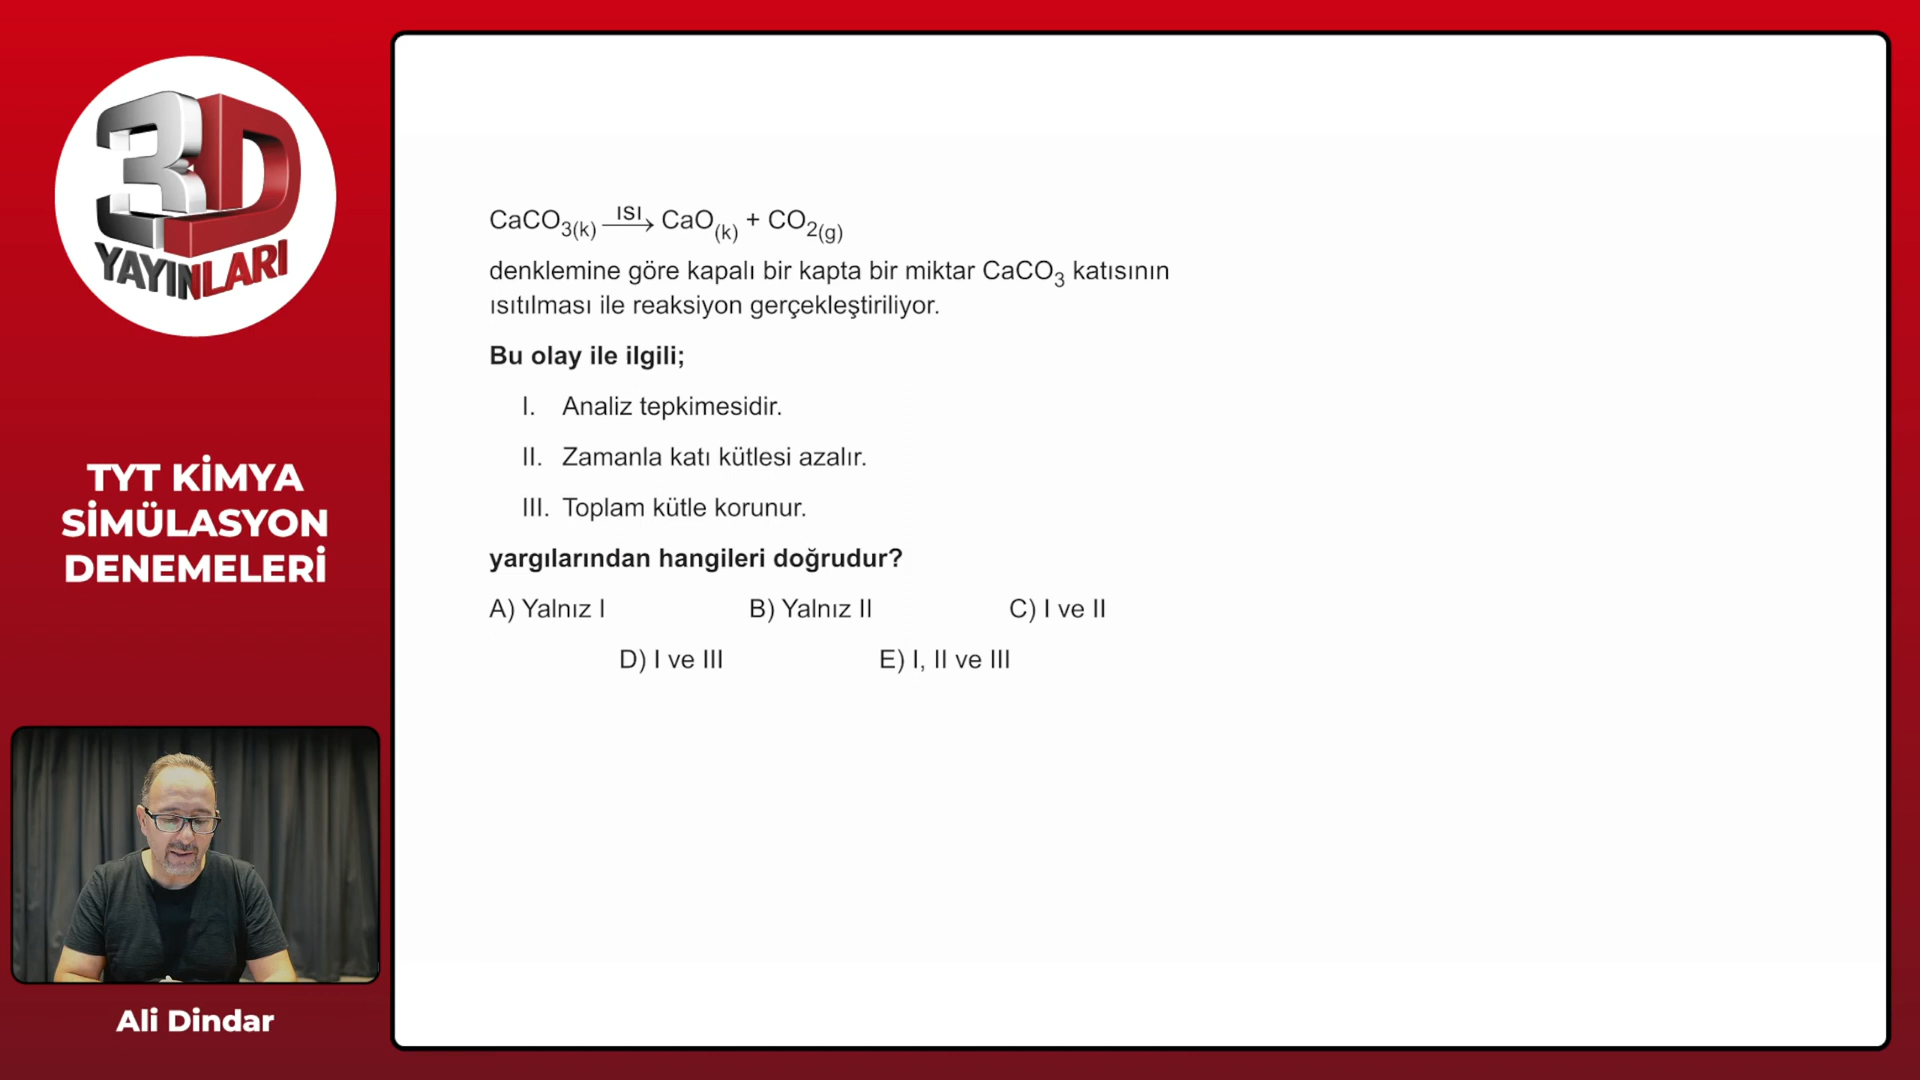 3D
YAYINLARI
TYT KİMYA
SİMÜLASYON
DENEMELERİ
Ali Dindar
CaCO3(k) ISI→ CaO(k) + CO2(g)
denklemine göre kapalı bir kapta bir miktar CaCO3 katısının
ısıtılması ile reaksiyon gerçekleştiriliyor.
Bu olay ile ilgili;
I. Analiz tepkimesidir.
II. Zamanla katı kütlesi azalır.
III. Toplam kütle korunur.
yargılarından hangileri doğrudur?
A) Yalnız I B) Yalnız II C) I ve II
D) I ve III E) I, II ve III